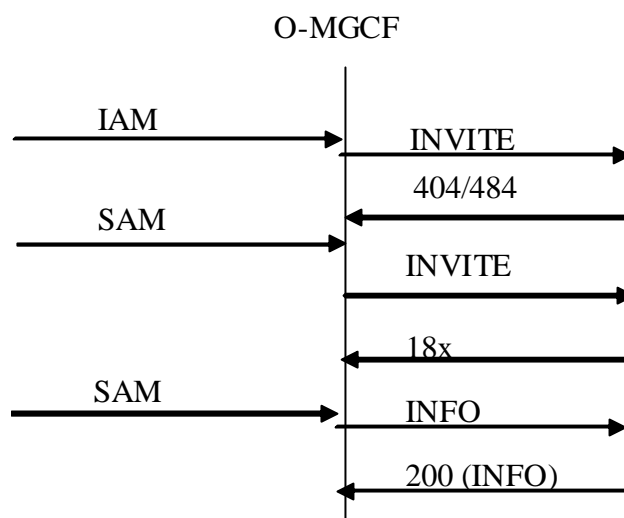 O-MGCF
IAM
INVITE
404/484
SAM
INVITE
18x
SAM
INFO
200 (INFO)